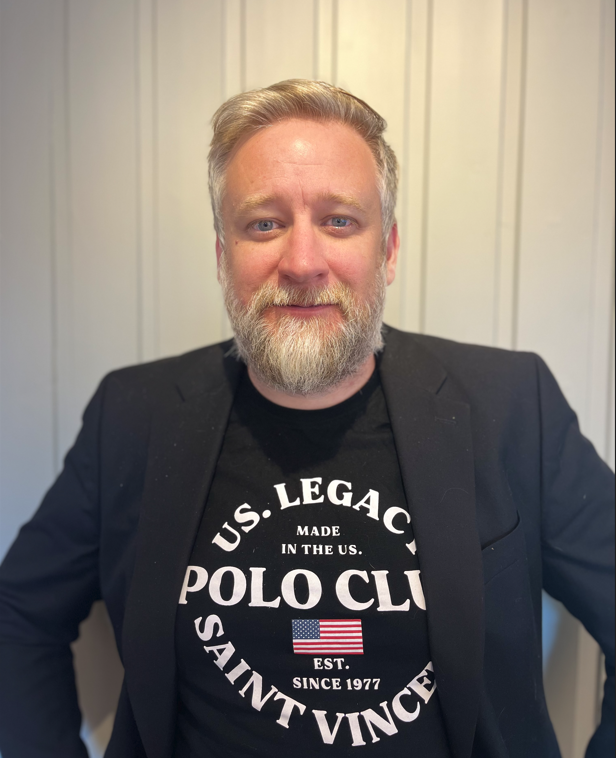 US. LEGAC
MADE
IN THE US.
POLO CLU
EST.
SINCE 1977
SAINT VINCE